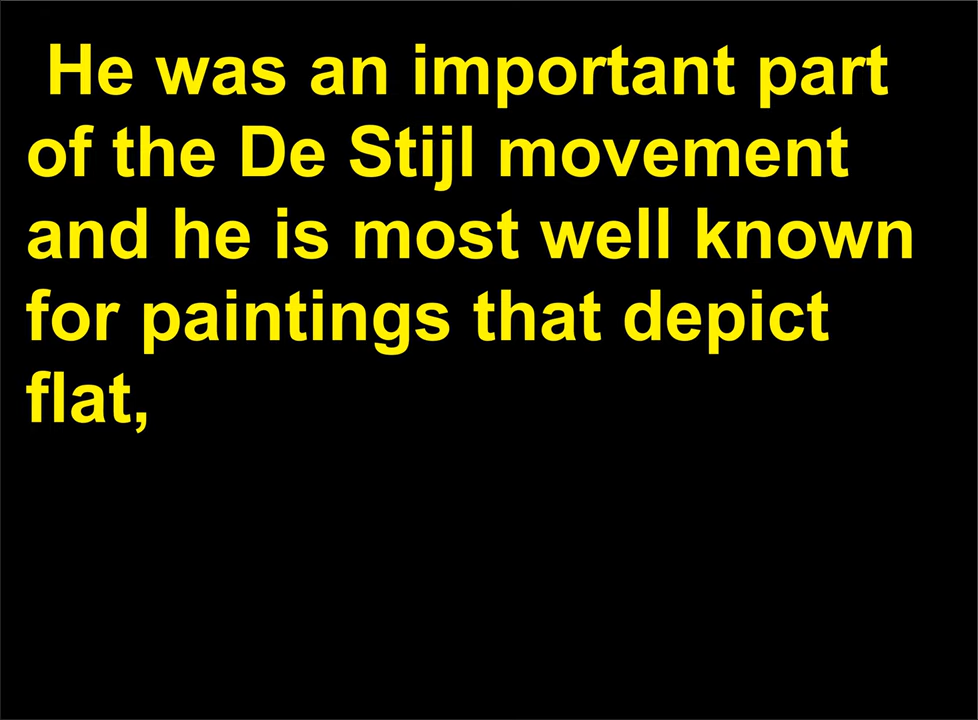 He was an important part
of the De Stijl movement
and he is most well known
for paintings that depict
flat,